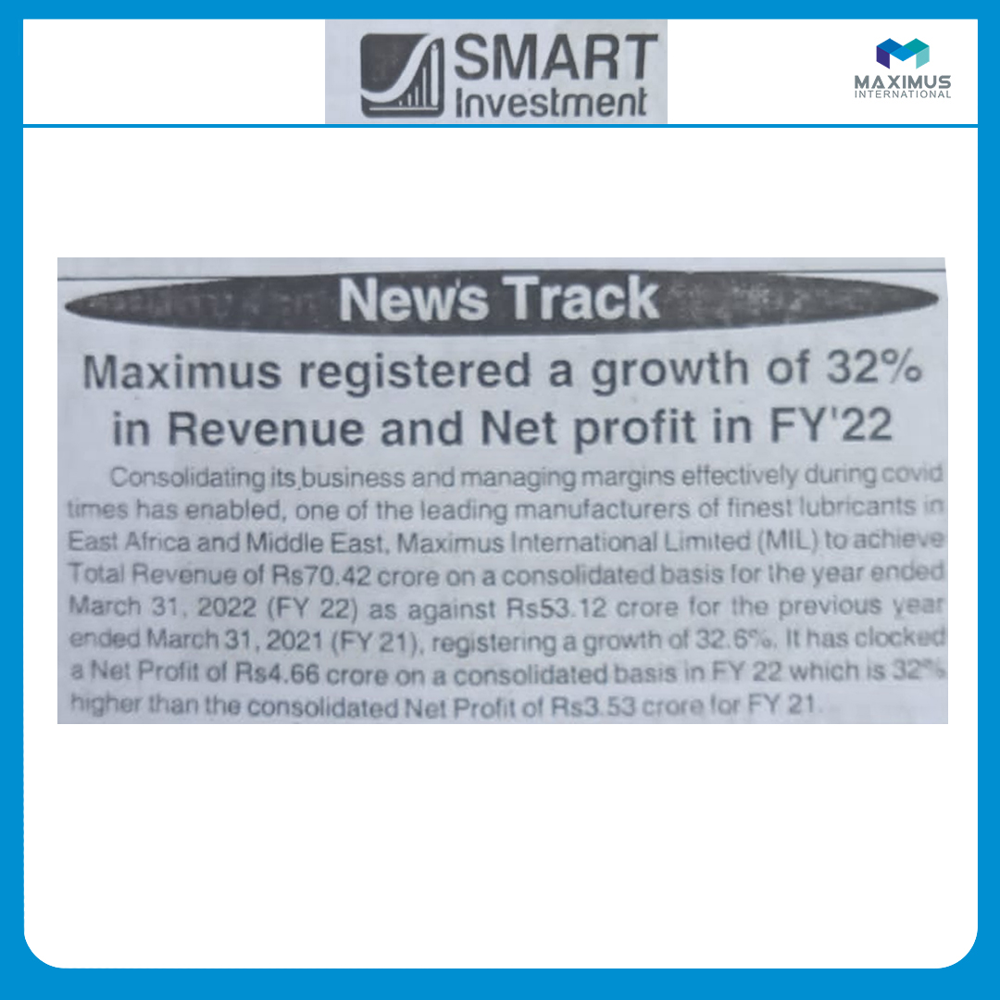 SMART
Investment
MAXIMUS
INTERNATIONAL
News Track
Maximus registered a growth of 32%
in Revenue and Net profit in FY'22
Consolidating its business and managing margins effectively during covid
times has enabled, one of the leading manufacturers of finest lubricants in
East Africa and Middle East, Maximus International Limited (MIL) to achieve
Total Revenue of Rs70.42 crore on a consolidated basis for the year ended
March 31, 2022 (FY 22) as against Rs53.12 crore for the previous year
ended March 31, 2021 (FY 21), registering a growth of 32.6%. It has clocked
a Net Profit of Rs4.66 crore on a consolidated basis in FY 22 which is 32%
higher than the consolidated Net Profit of Rs3.53 crore for FY 21.